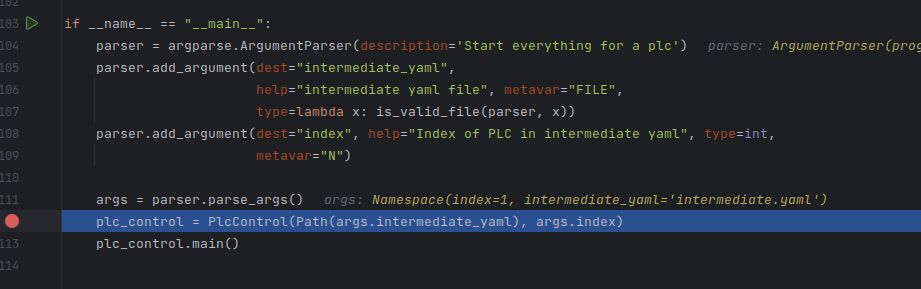 102
103 if __name__ == "__main__":
104 parser = argparse.ArgumentParser(description='Start everything for a plc') parser: ArgumentParser(prog
105 parser.add_argument(dest="intermediate_yaml",
106 help="intermediate yaml file", metavar="FILE",
107 type=lambda x: is_valid_file(parser, x))
108 parser.add_argument(dest="index", help="Index of PLC in intermediate yaml", type=int,
109 metavar="N")
110
111 args = parser.parse_args() args: Namespace(index=1, intermediate_yaml='intermediate.yaml')
plc_control = PlcControl(Path(args.intermediate_yaml), args.index)
113 plc_control.main()
114